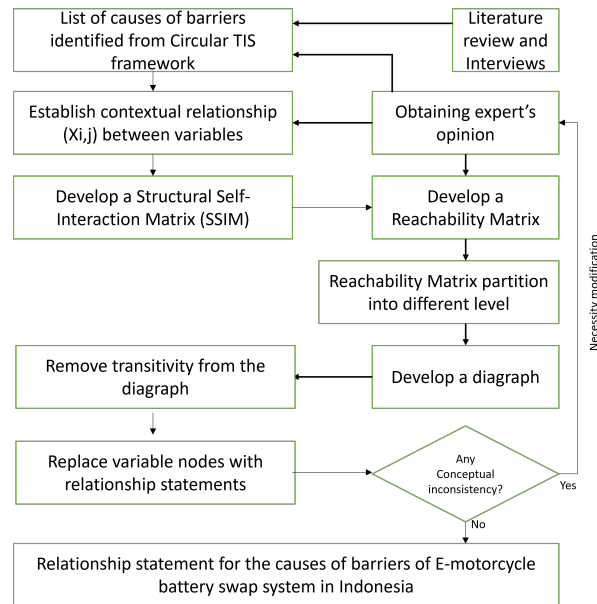 List of causes of barriers
identified from Circular TIS
framework
Literature
review and
Interviews
Establish contextual relationship
(Xi,j) between variables
Obtaining expert's
opinion
Develop a Structural Self-
Interaction Matrix (SSIM)
Develop a
Reachability Matrix
Reachability Matrix partition
into different level
Remove transitivity from the
diagraph
Develop a diagraph
Replace variable nodes with
relationship statements
Any
Conceptual
inconsistency?
Yes
Necessity modification
No
Relationship statement for the causes of barriers of E-motorcycle
battery swap system in Indonesia